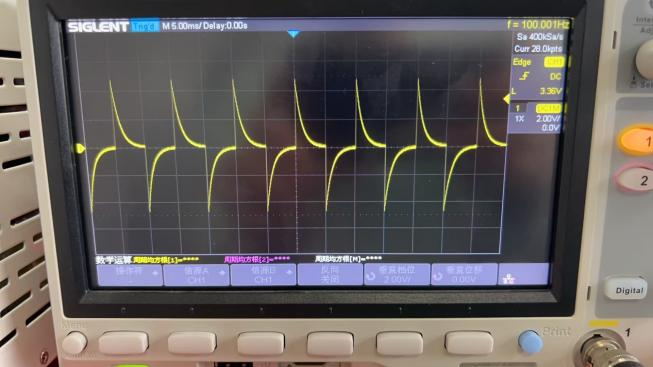 SIGLENT Trig'd M 5.00ms/ Delay:0.00s f = 100.001Hz
Sa 400kSa/s
Curr 28.0kpts
Edge CH1
DC
L 3.36V
1 DC1M
1X 2.00V/
0.0V
数学运算 周期均方根[1]=**** 周期均方根[2]=**** 周期均方根[M]=****
操作符 信源A 信源B 反向 垂直档位 垂直位移
CH1 CH1 关闭 2.00V/ 0.00V
Menu
Print
1
2
Digital
1